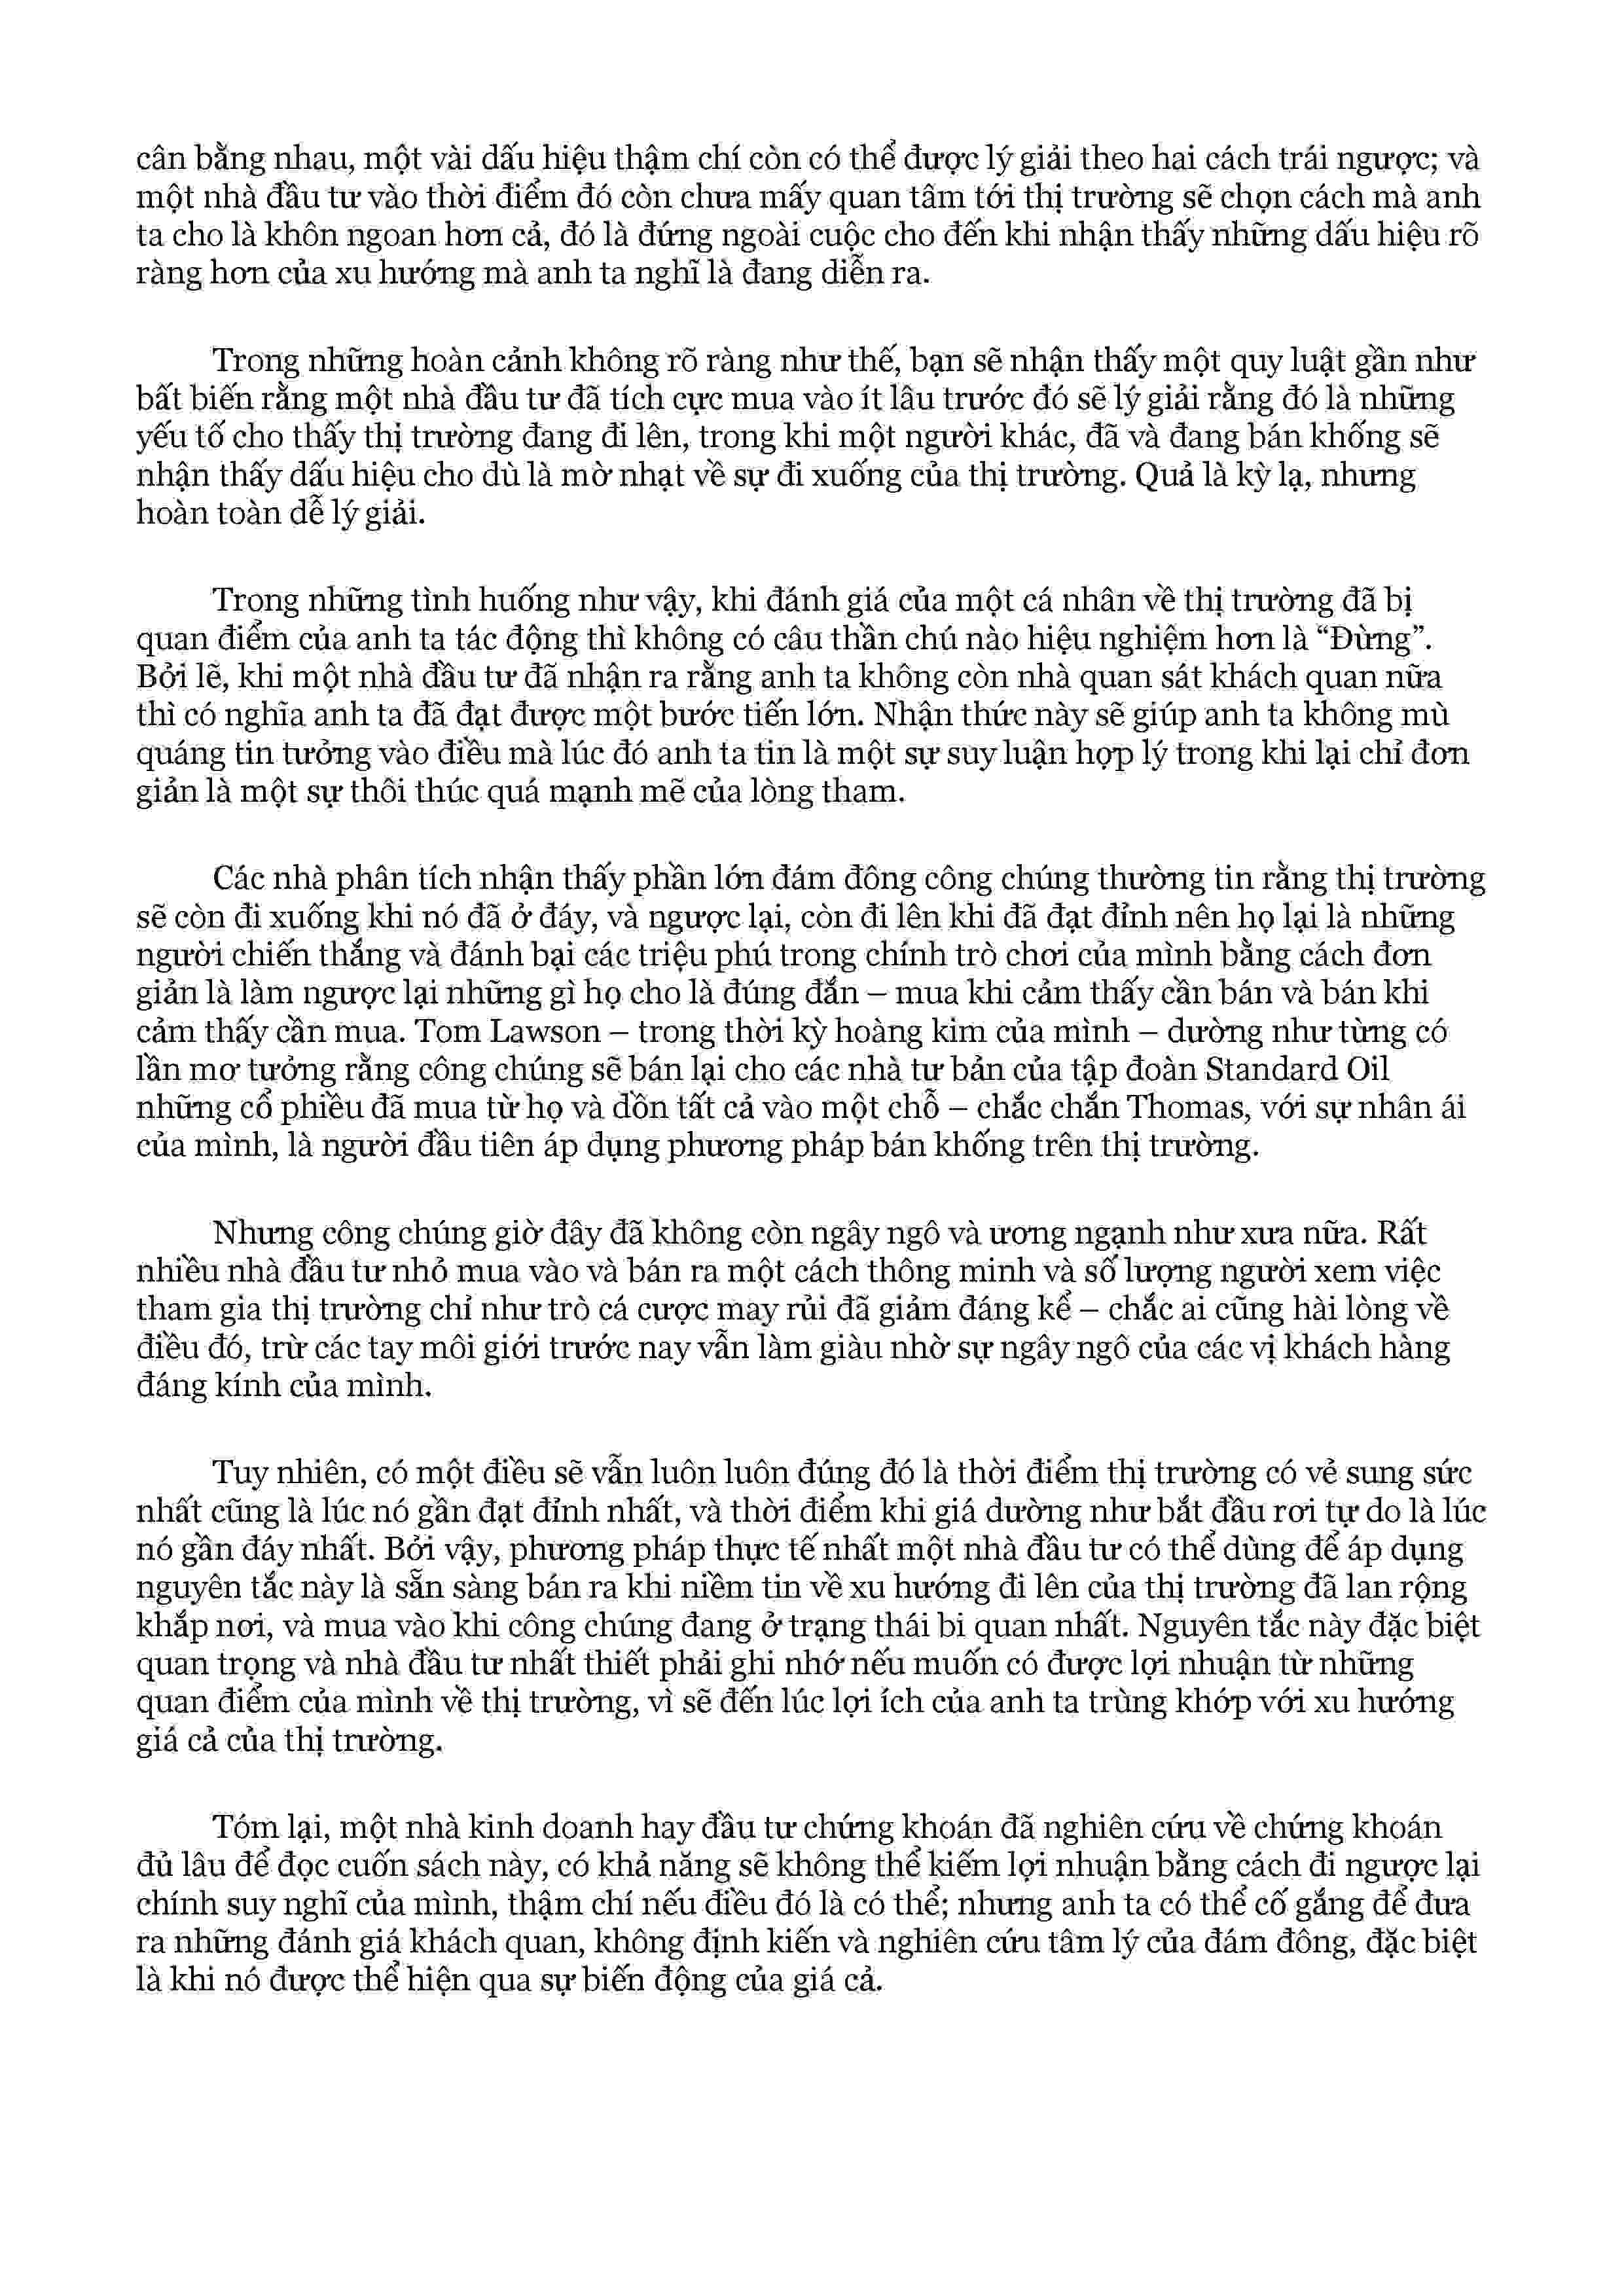 cân bằng nhau, một vài dấu hiệu thậm chí còn có thể được lý giải theo hai cách trái ngược; và
một nhà đầu tư vào thời điểm đó còn chưa mấy quan tâm tới thị trường sẽ chọn cách mà anh
ta cho là khôn ngoan hơn cả, đó là đứng ngoài cuộc cho đến khi nhận thấy những dấu hiệu rõ
ràng hơn của xu hướng mà anh ta nghĩ là đang diễn ra.
Trong những hoàn cảnh không rõ ràng như thế, bạn sẽ nhận thấy một quy luật gần như
bất biến rằng một nhà đầu tư đã tích cực mua vào ít lâu trước đó sẽ lý giải rằng đó là những
yếu tố cho thấy thị trường đang đi lên, trong khi một người khác, đã và đang bán khống sẽ
nhận thấy dấu hiệu cho dù là mờ nhạt về sự đi xuống của thị trường. Quả là kỳ lạ, nhưng
hoàn toàn dễ lý giải.
Trong những tình huống như vậy, khi đánh giá của một cá nhân về thị trường đã bị
quan điểm của anh ta tác động thì không có câu thần chú nào hiệu nghiệm hơn là “Đừng”.
Bởi lẽ, khi một nhà đầu tư đã nhận ra rằng anh ta không còn nhà quan sát khách quan nữa
thì có nghĩa anh ta đã đạt được một bước tiến lớn. Nhận thức này sẽ giúp anh ta không mù
quáng tin tưởng vào điều mà lúc đó anh ta tin là một sự suy luận hợp lý trong khi lại chỉ đơn
giản là một sự thôi thúc quá mạnh mẽ của lòng tham.
Các nhà phân tích nhận thấy phần lớn đám đông công chúng thường tin rằng thị trường
sẽ còn đi xuống khi nó đã ở đáy, và ngược lại, còn đi lên khi đã đạt đỉnh nên họ lại là những
người chiến thắng và đánh bại các triệu phú trong chính trò chơi của mình bằng cách đơn
giản là làm ngược lại những gì họ cho là đúng đắn – mua khi cảm thấy cần bán và bán khi
cảm thấy cần mua. Tom Lawson – trong thời kỳ hoàng kim của mình – dường như từng có
lần mơ tưởng rằng công chúng sẽ bán lại cho các nhà tư bản của tập đoàn Standard Oil
những cổ phiếu đã mua từ họ và dồn tất cả vào một chỗ – chắc chắn Thomas, với sự nhân ái
của mình, là người đầu tiên áp dụng phương pháp bán khống trên thị trường.
Nhưng công chúng giờ đây đã không còn ngây ngô và ương ngạnh như xưa nữa. Rất
nhiều nhà đầu tư nhỏ mua vào và bán ra một cách thông minh và số lượng người xem việc
tham gia thị trường chỉ như trò cá cược may rủi đã giảm đáng kể – chắc ai cũng hài lòng về
điều đó, trừ các tay môi giới trước nay vẫn làm giàu nhờ sự ngây ngô của các vị khách hàng
đáng kính của mình.
Tuy nhiên, có một điều sẽ vẫn luôn luôn đúng đó là thời điểm thị trường có vẻ sung sức
nhất cũng là lúc nó gần đạt đỉnh nhất, và thời điểm khi giá dường như bắt đầu rơi tự do là lúc
nó gần đáy nhất. Bởi vậy, phương pháp thực tế nhất một nhà đầu tư có thể dùng để áp dụng
nguyên tắc này là sẵn sàng bán ra khi niềm tin về xu hướng đi lên của thị trường đã lan rộng
khắp nơi, và mua vào khi công chúng đang ở trạng thái bi quan nhất. Nguyên tắc này đặc biệt
quan trọng và nhà đầu tư nhất thiết phải ghi nhớ nếu muốn có được lợi nhuận từ những
quan điểm của mình về thị trường, vì sẽ đến lúc lợi ích của anh ta trùng khớp với xu hướng
giá cả của thị trường.
Tóm lại, một nhà kinh doanh hay đầu tư chứng khoán đã nghiên cứu về chứng khoán
đủ lâu để đọc cuốn sách này, có khả năng sẽ không thể kiếm lợi nhuận bằng cách đi ngược lại
chính suy nghĩ của mình, thậm chí nếu điều đó là có thể; nhưng anh ta có thể cố gắng để đưa
ra những đánh giá khách quan, không định kiến và nghiên cứu tâm lý của đám đông, đặc biệt
là khi nó được thể hiện qua sự biến động của giá cả.